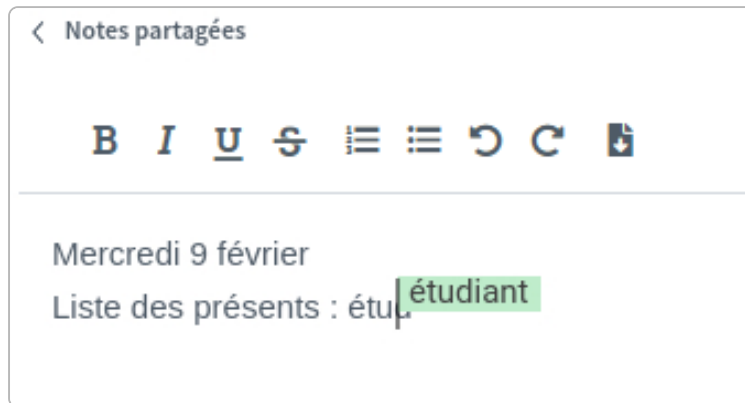 Notes partagées
B I U S
Mercredi 9 février
Liste des présents : étud
étudiant